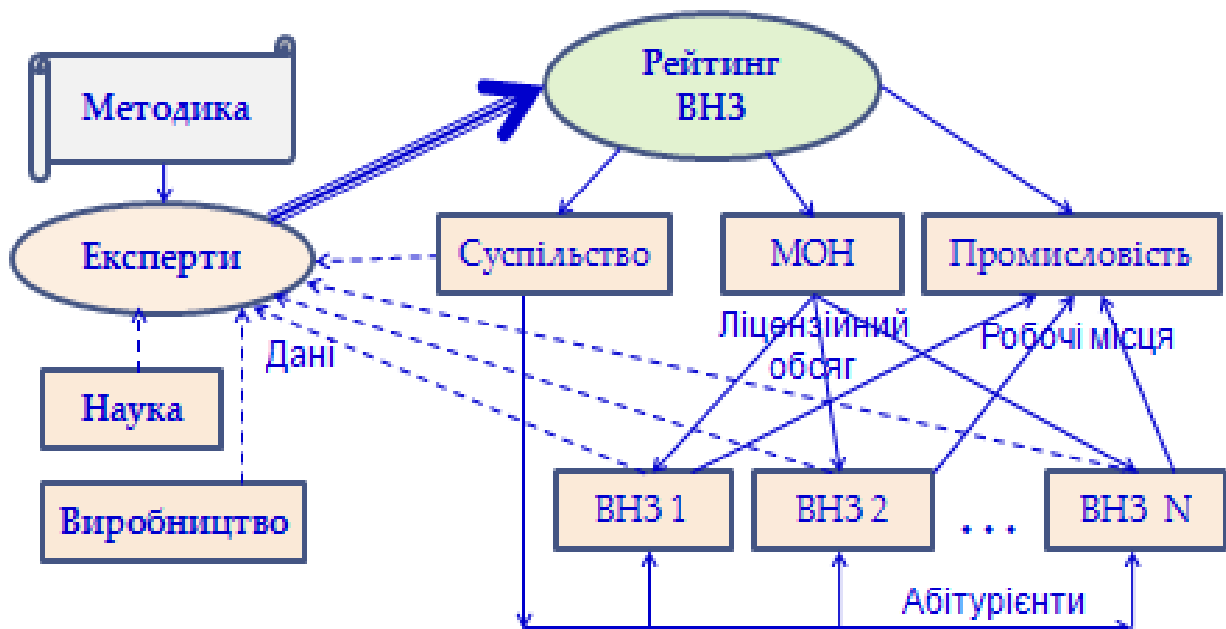 Рейтинг
ВНЗ
Методика
Експерти
Суспільство
МОН
Промисловість
Ліцензійний
обсяг
Робочі місця
Дані
Наука
Виробництво
ВНЗ 1
ВНЗ 2
...
ВНЗ N
Абітурієнти